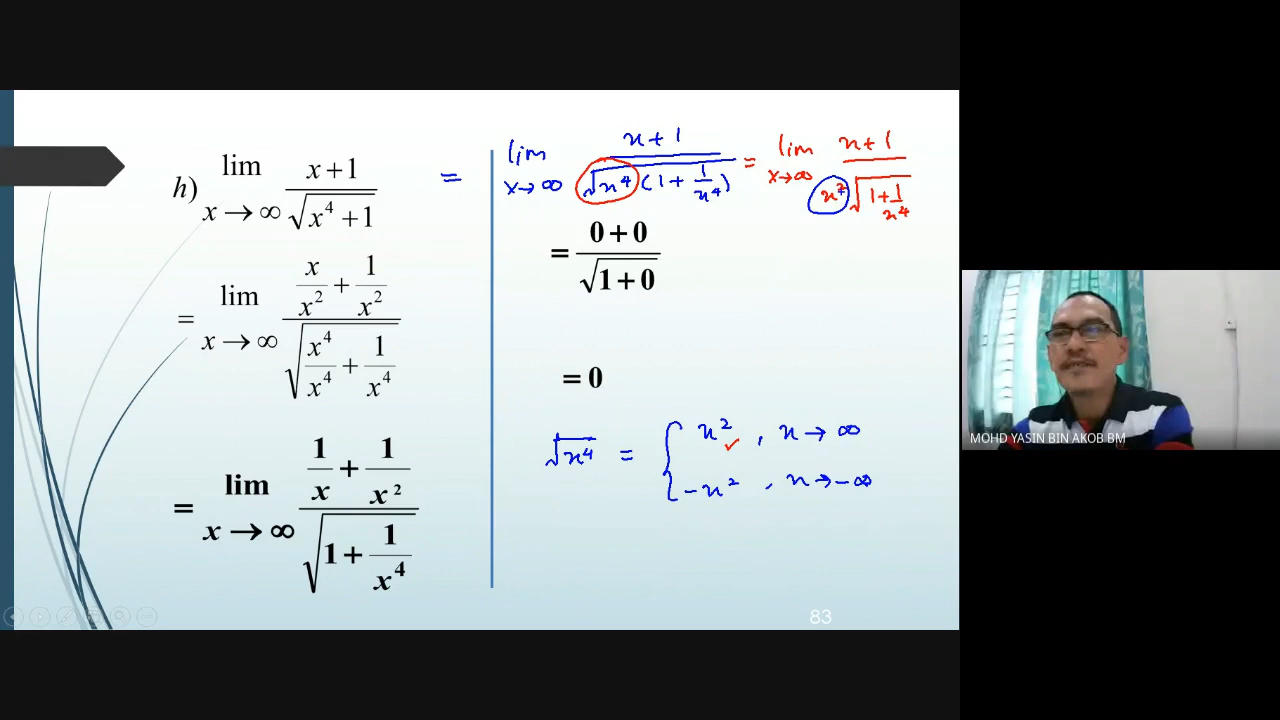 h) lim x→∞ (x+1)/√(x⁴+1)
= lim x→∞ (x/x² + 1/x²)/√(x⁴/x⁴ + 1/x⁴)
= lim x→∞ (1/x + 1/x²)/√(1 + 1/x⁴)
= lim x→∞ (x+1)/√(x⁴(1+1/x⁴)) = lim x→∞ (x+1)/(x²√(1+1/x⁴))
= (0+0)/√(1+0)
= 0
√x⁴ = { x² ✓, x→∞
-x², x→-∞
83
MOHD YASIN BIN AKOB BM